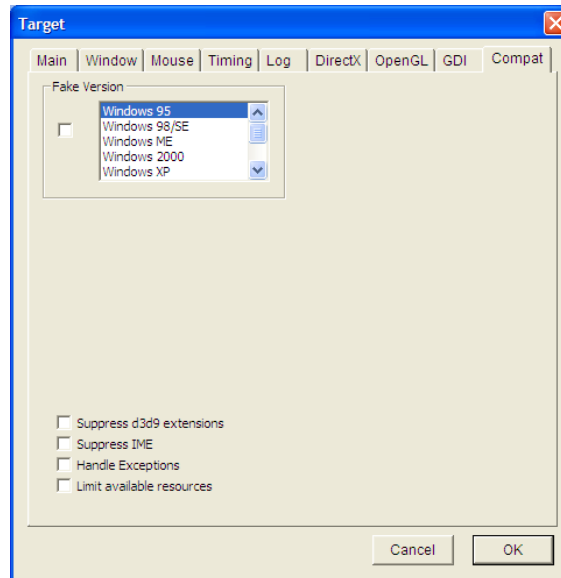 Target
Main Window Mouse Timing Log DirectX OpenGL GDI Compat
Fake Version
Windows 95
Windows 98/SE
Windows ME
Windows 2000
Windows XP
Suppress d3d9 extensions
Suppress IME
Handle Exceptions
Limit available resources
Cancel OK